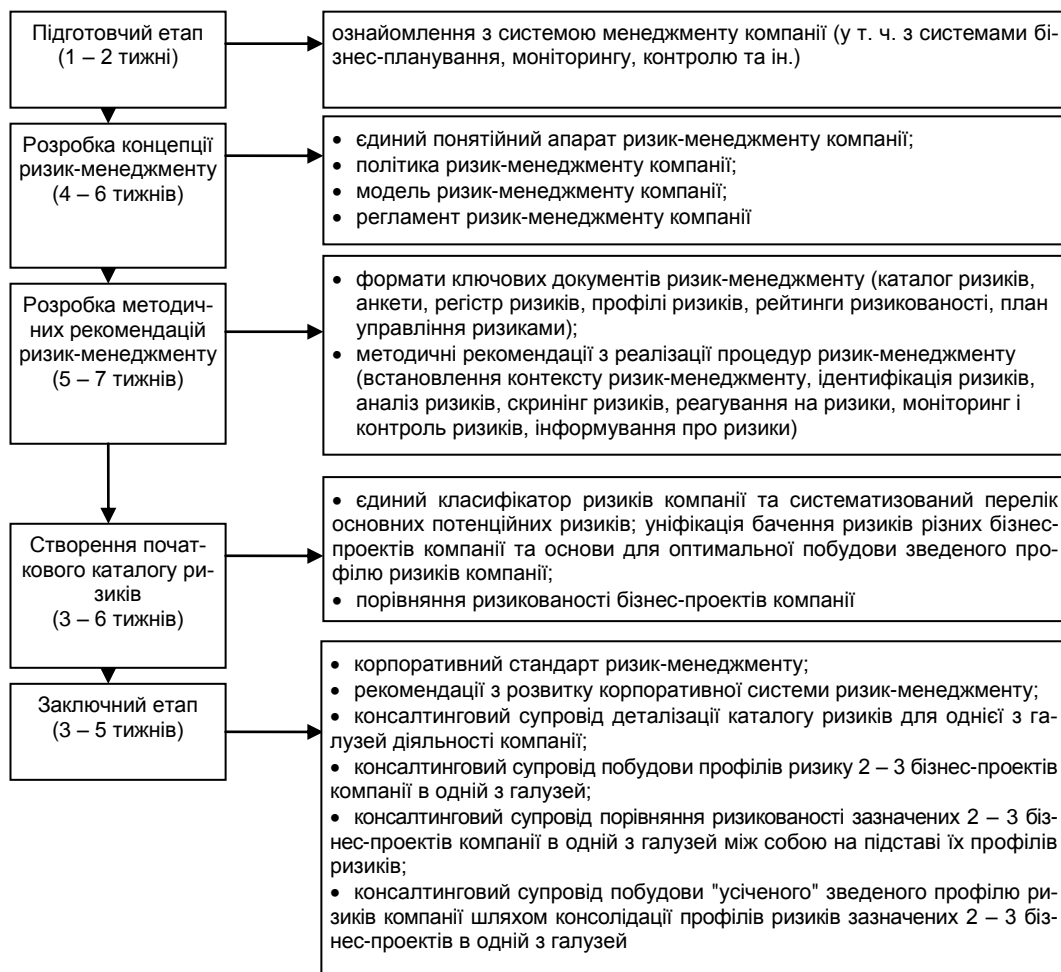 Підготовчий етап
(1 – 2 тижні)
ознайомлення з системою менеджменту компанії (у т. ч. з системами бі-
знес-планування, моніторингу, контролю та ін.)
Розробка концепції
ризик-менеджменту
(4 – 6 тижнів)
• єдиний понятійний апарат ризик-менеджменту компанії;
• політика ризик-менеджменту компанії;
• модель ризик-менеджменту компанії;
• регламент ризик-менеджменту компанії
Розробка методич-
них рекомендацій
ризик-менеджменту
(5 – 7 тижнів)
• формати ключових документів ризик-менеджменту (каталог ризиків,
анкети, регістр ризиків, профілі ризиків, рейтинги ризикованості, план
управління ризиками);
• методичні рекомендації з реалізації процедур ризик-менеджменту
(встановлення контексту ризик-менеджменту, ідентифікація ризиків,
аналіз ризиків, скринінг ризиків, реагування на ризики, моніторинг і
контроль ризиків, інформування про ризики)
Створення почат-
кового каталогу ри-
зиків
(3 – 6 тижнів)
• єдиний класифікатор ризиків компанії та систематизований перелік
основних потенційних ризиків; уніфікація бачення ризиків різних бізнес-
проектів компанії та основи для оптимальної побудови зведеного про-
філю ризиків компанії;
• порівняння ризикованості бізнес-проектів компанії
Заключний етап
(3 – 5 тижнів)
• корпоративний стандарт ризик-менеджменту;
• рекомендації з розвитку корпоративної системи ризик-менеджменту;
• консалтинговий супровід деталізації каталогу ризиків для однієї з га-
лузей діяльності компанії;
• консалтинговий супровід побудови профілів ризику 2 – 3 бізнес-проектів
компанії в одній з галузей;
• консалтинговий супровід порівняння ризикованості зазначених 2 – 3 біз-
нес-проектів компанії в одній з галузей між собою на підставі їх профілів
ризиків;
• консалтинговий супровід побудови "усіченого" зведеного профілю ри-
зиків компанії шляхом консолідації профілів ризиків зазначених 2 – 3 біз-
нес-проектів в одній з галузей